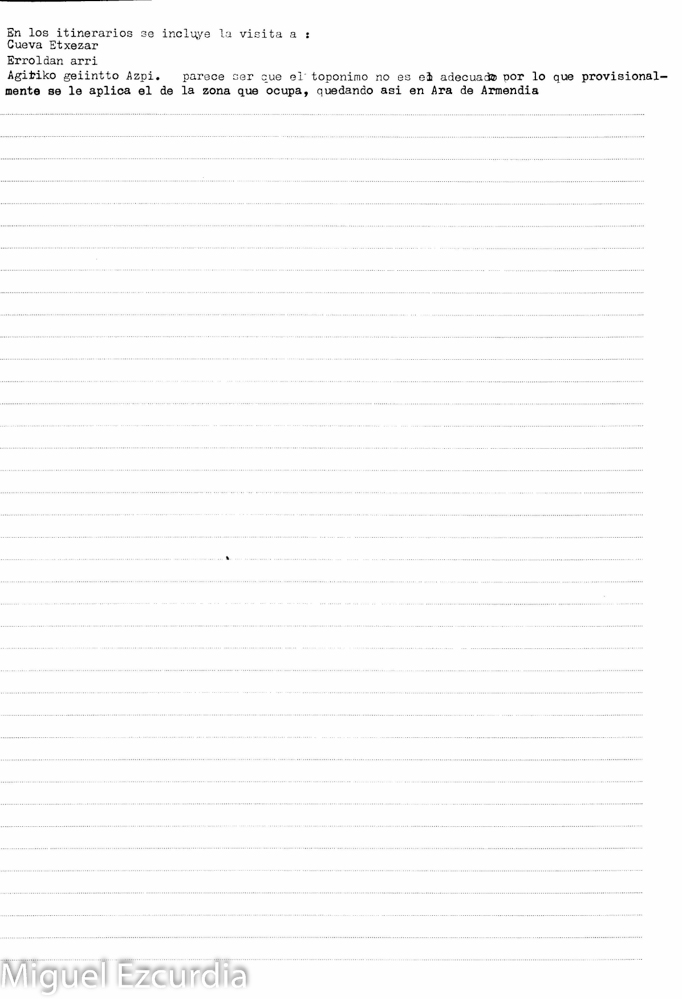 En los itinerarios se incluye la visita a :
Cueva Etxezar
Erroldan arri
Agitiko geiintto Azpi. parece ser que el toponimo no es el adecuado por lo que provisional-
mente se le aplica el de la zona que ocupa, quedando asi en Ara de Armendia
Miguel Ezcurdia